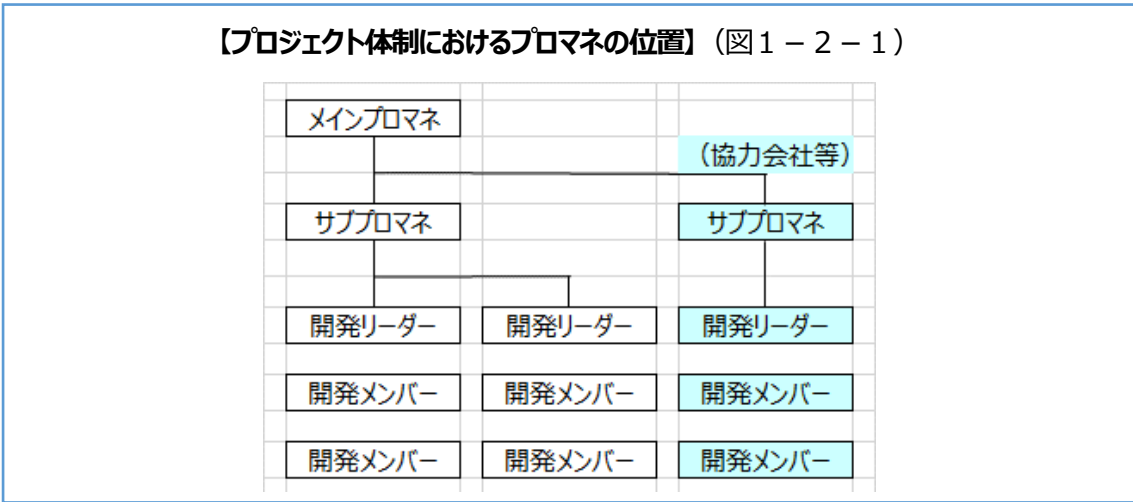 【プロジェクト体制におけるプロマネの位置】（図１－２－１）
メインプロマネ
（協力会社等）
サブプロマネ サブプロマネ
開発リーダー 開発リーダー 開発リーダー
開発メンバー 開発メンバー 開発メンバー
開発メンバー 開発メンバー 開発メンバー